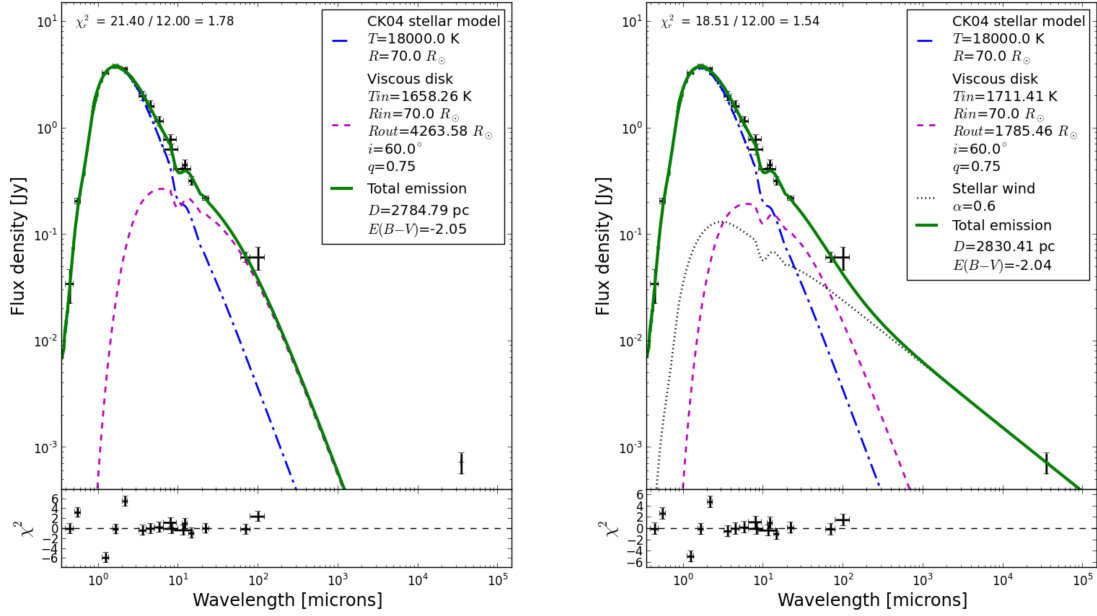 χ²ᵣ = 21.40 / 12.00 = 1.78
CK04 stellar model
T=18000.0 K
R=70.0 R⊙
Viscous disk
Tin=1658.26 K
Rin=70.0 R⊙
Rout=4263.58 R⊙
i=60.0°
q=0.75
Total emission
D=2784.79 pc
E(B−V)=-2.05
Flux density [Jy]
10¹
10⁰
10⁻¹
10⁻²
10⁻³
χ²
6
4
2
0
−2
−4
−6
10⁰ 10¹ 10² 10³ 10⁴ 10⁵
Wavelength [microns]
χ²ᵣ = 18.51 / 12.00 = 1.54
CK04 stellar model
T=18000.0 K
R=70.0 R⊙
Viscous disk
Tin=1711.41 K
Rin=70.0 R⊙
Rout=1785.46 R⊙
i=60.0°
q=0.75
Stellar wind
α=0.6
Total emission
D=2830.41 pc
E(B−V)=-2.04
Flux density [Jy]
10¹
10⁰
10⁻¹
10⁻²
10⁻³
χ²
6
4
2
0
−2
−4
−6
10⁰ 10¹ 10² 10³ 10⁴ 10⁵
Wavelength [microns]